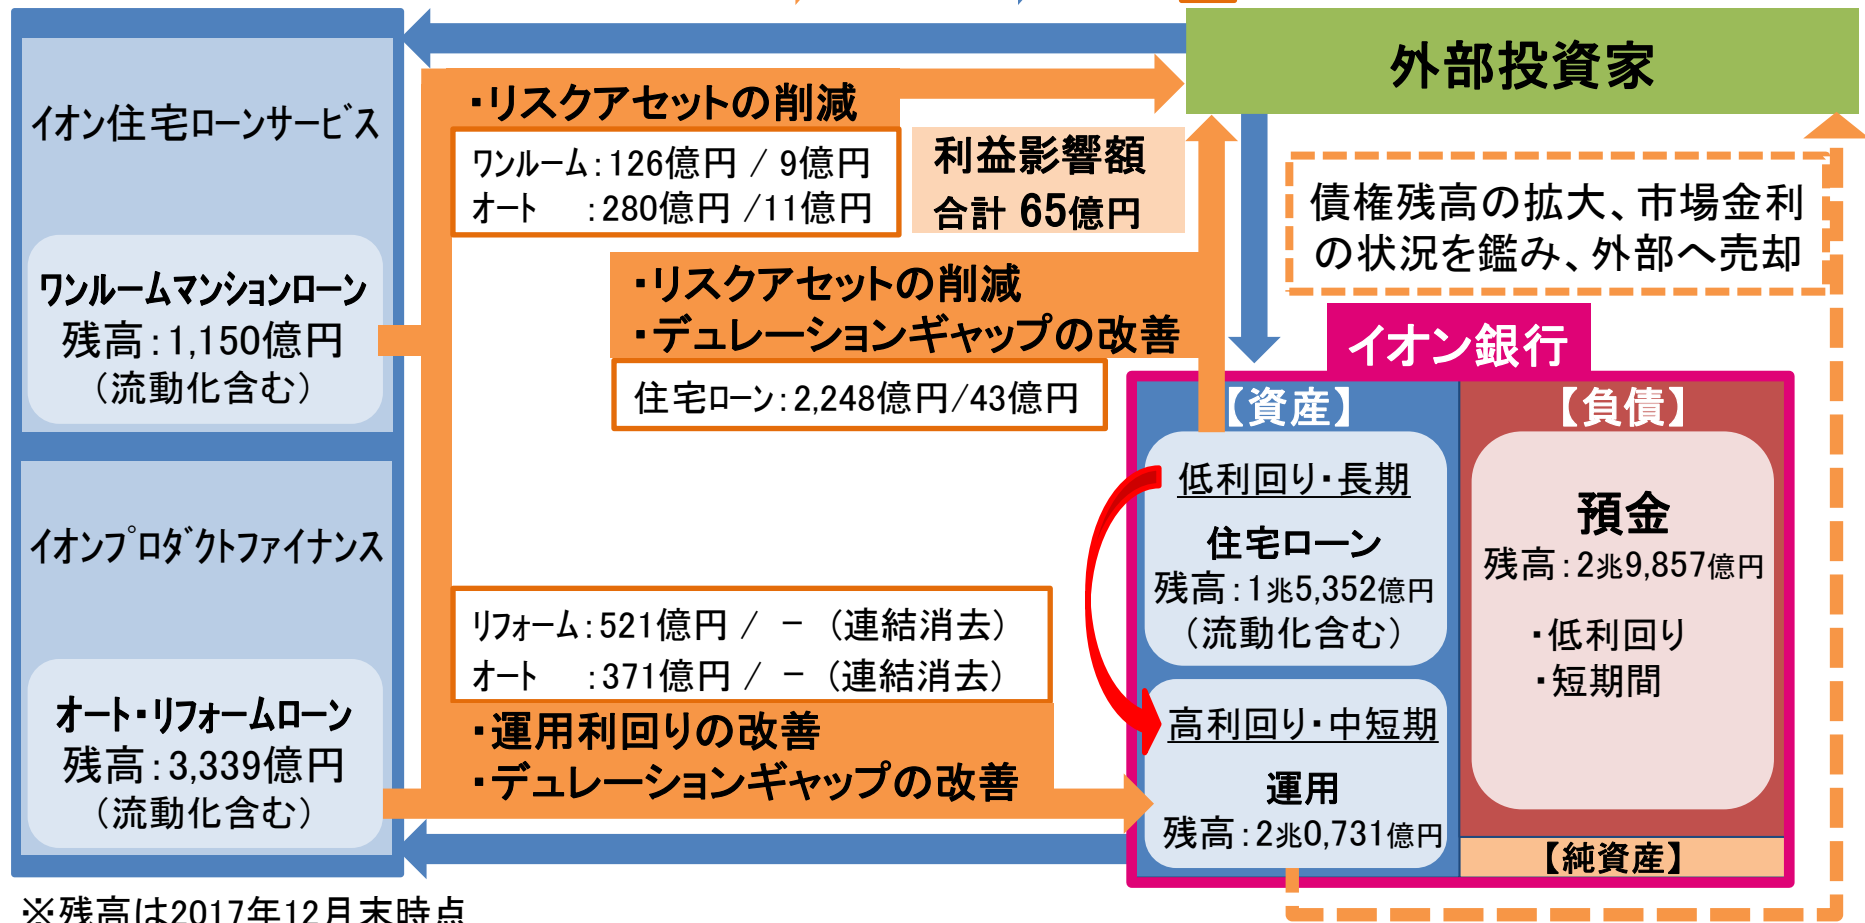 外部投資家
イオン住宅ローンサービス
・リスクアセットの削減
ワンルーム：126億円 / 9億円
オート　：280億円 /11億円
利益影響額
合計 65億円
債権残高の拡大、市場金利
の状況を鑑み、外部へ売却
ワンルームマンションローン
残高：1,150億円
（流動化含む）
・リスクアセットの削減
・デュレーションギャップの改善
住宅ローン：2,248億円/43億円
イオン銀行
【資産】
【負債】
低利回り・長期
住宅ローン
残高：1兆5,352億円
（流動化含む）
預金
残高：2兆9,857億円
・低利回り
・短期間
イオンプロダクトファイナンス
リフォーム：521億円 / －（連結消去）
オート　：371億円 / －（連結消去）
・運用利回りの改善
・デュレーションギャップの改善
オート・リフォームローン
残高：3,339億円
（流動化含む）
高利回り・中短期
運用
残高：2兆0,731億円
【純資産】
※残高は2017年12月末時点